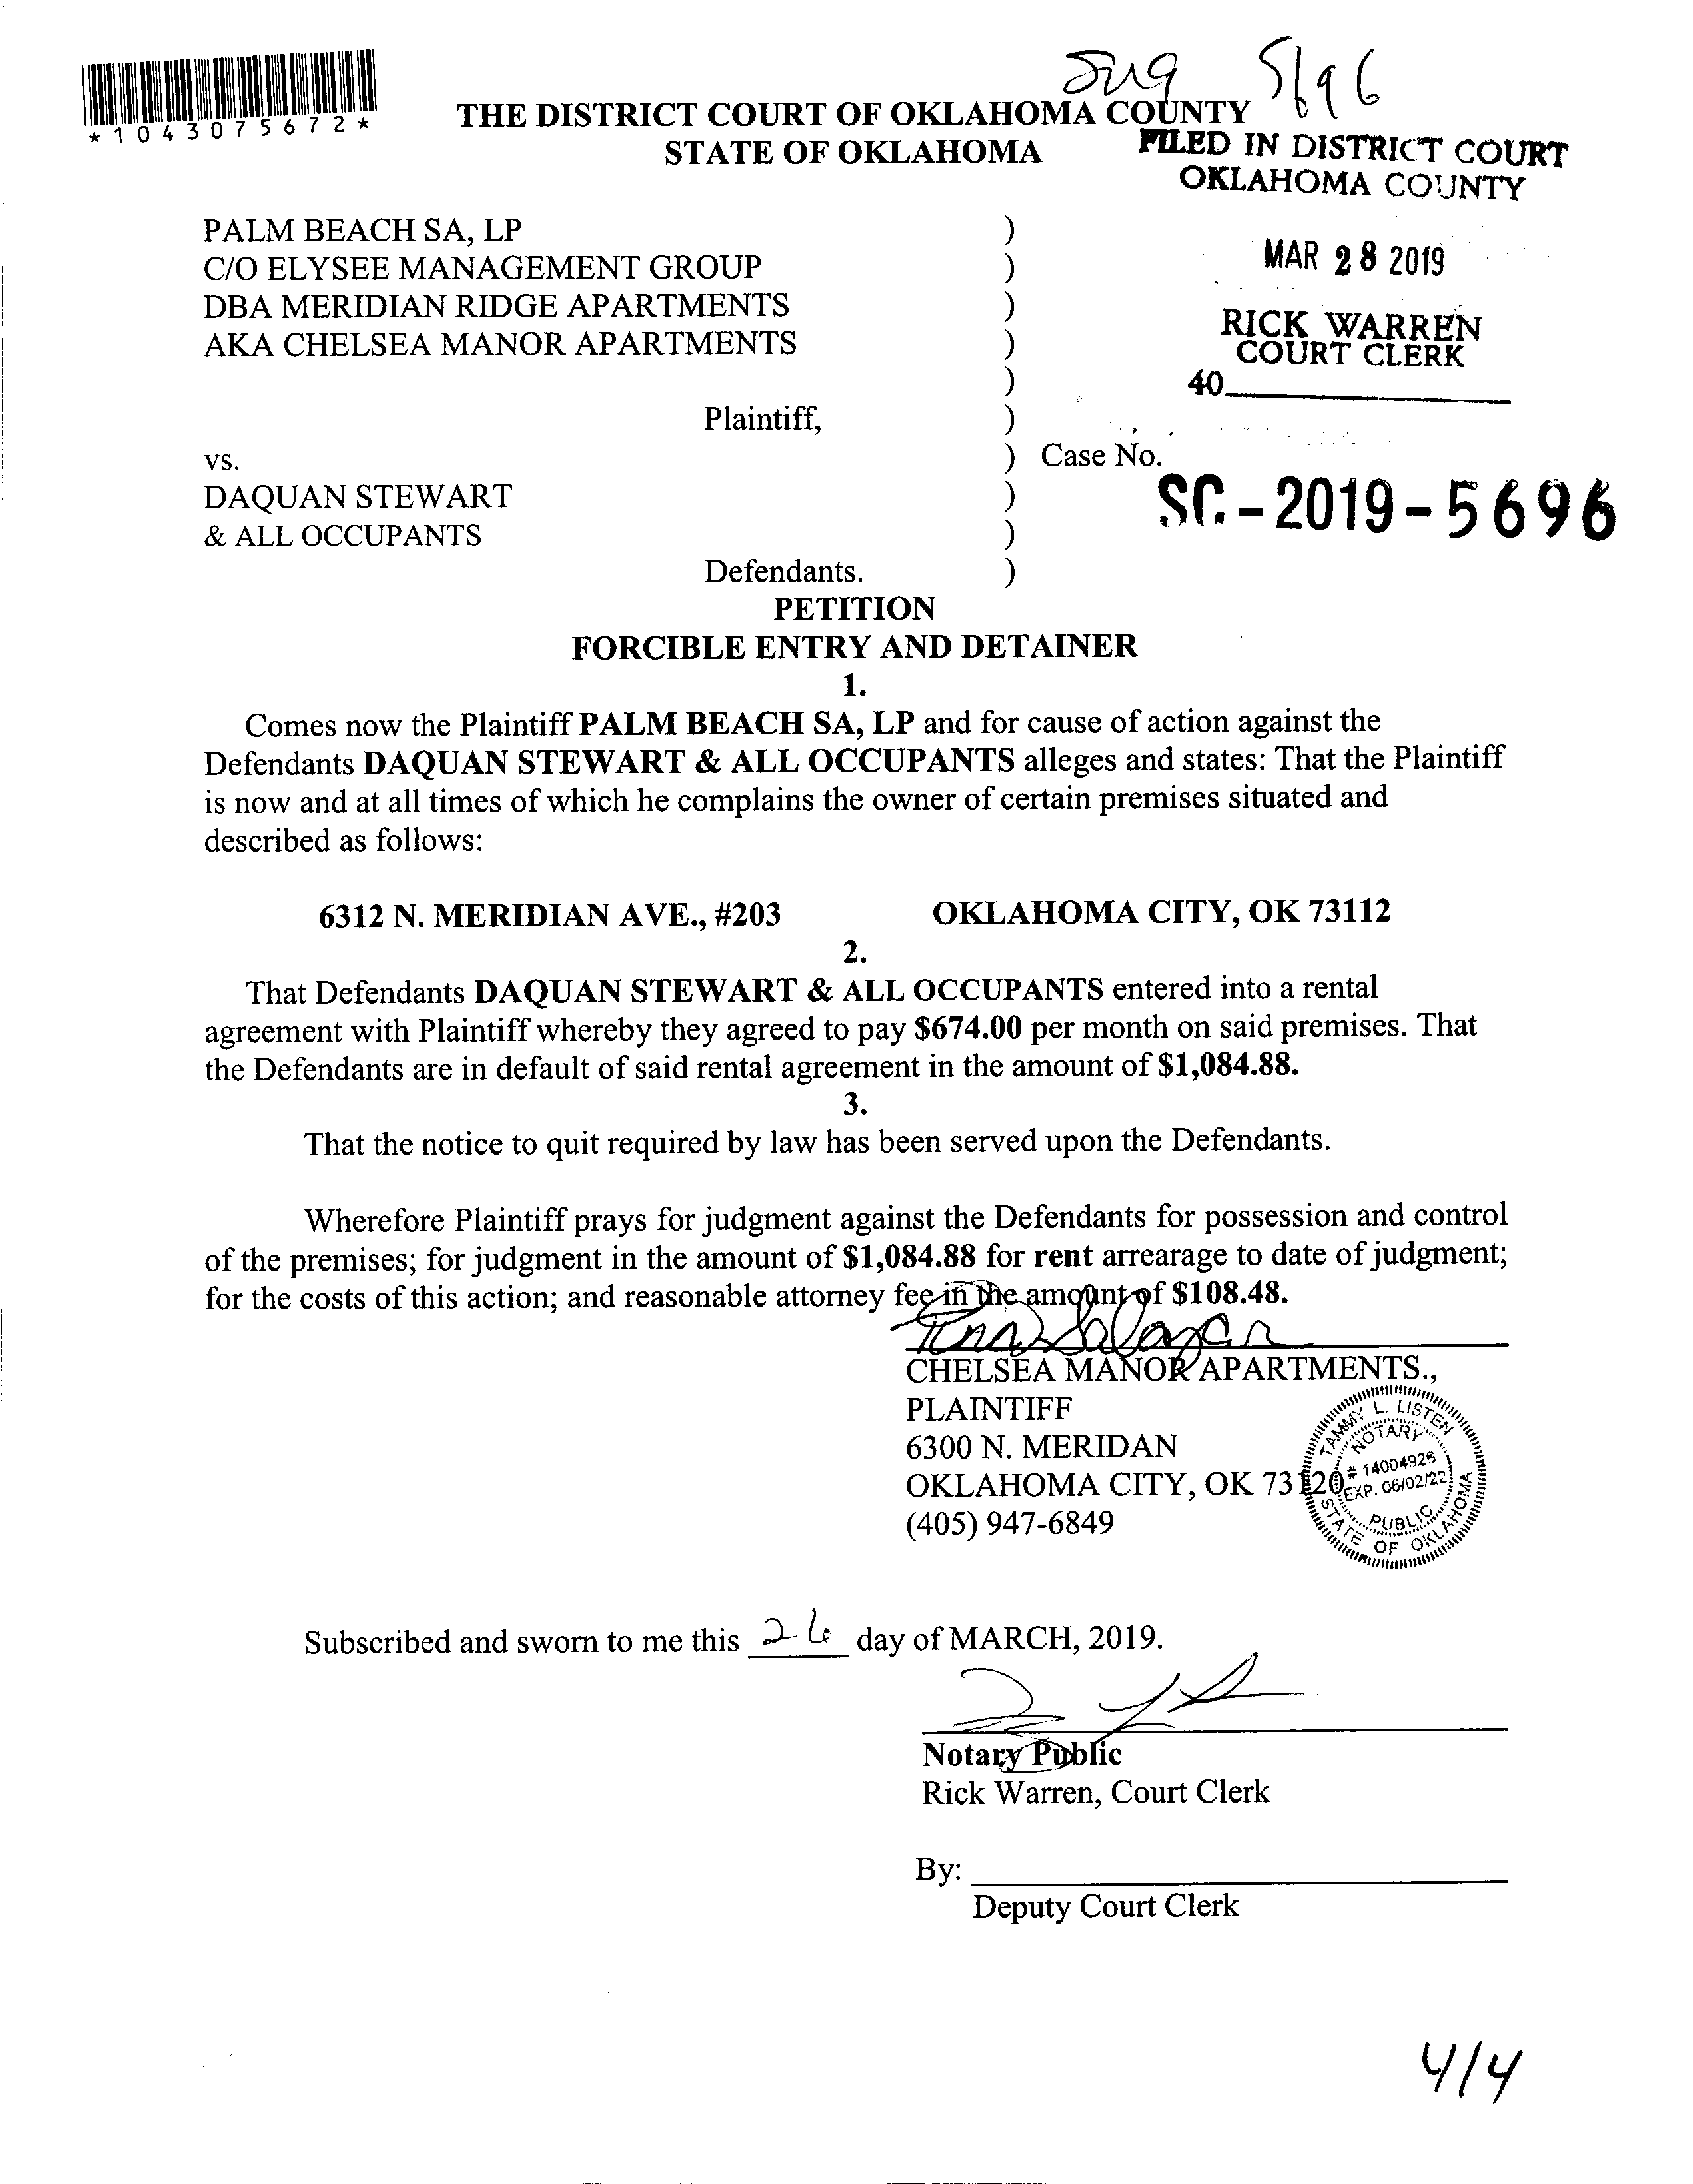 *1043075672*
5696
THE DISTRICT COURT OF OKLAHOMA COUNTY
STATE OF OKLAHOMA
FILED IN DISTRICT COURT
OKLAHOMA COUNTY
MAR 28 2019
RICK WARREN
COURT CLERK
40
PALM BEACH SA, LP )
C/O ELYSEE MANAGEMENT GROUP )
DBA MERIDIAN RIDGE APARTMENTS )
AKA CHELSEA MANOR APARTMENTS )
)
Plaintiff, )
vs. ) Case No.
SC-2019-5696
DAQUAN STEWART )
& ALL OCCUPANTS )
Defendants. )
PETITION
FORCIBLE ENTRY AND DETAINER
1.
Comes now the Plaintiff PALM BEACH SA, LP and for cause of action against the
Defendants DAQUAN STEWART & ALL OCCUPANTS alleges and states: That the Plaintiff
is now and at all times of which he complains the owner of certain premises situated and
described as follows:
6312 N. MERIDIAN AVE., #203 OKLAHOMA CITY, OK 73112
2.
That Defendants DAQUAN STEWART & ALL OCCUPANTS entered into a rental
agreement with Plaintiff whereby they agreed to pay $674.00 per month on said premises. That
the Defendants are in default of said rental agreement in the amount of $1,084.88.
3.
That the notice to quit required by law has been served upon the Defendants.
Wherefore Plaintiff prays for judgment against the Defendants for possession and control
of the premises; for judgment in the amount of $1,084.88 for rent arrearage to date of judgment;
for the costs of this action; and reasonable attorney fee in the amount of $108.48.
CHELSEA MANOR APARTMENTS.,
PLAINTIFF
6300 N. MERIDAN
OKLAHOMA CITY, OK 73120
(405) 947-6849
TAMMY L. LISTEN
NOTARY
# 14004926
EXP. 06/02/22
PUBLIC
STATE OF OKLAHOMA
Subscribed and sworn to me this 26 day of MARCH, 2019.
Notary Public
Rick Warren, Court Clerk
By:
Deputy Court Clerk
4/4